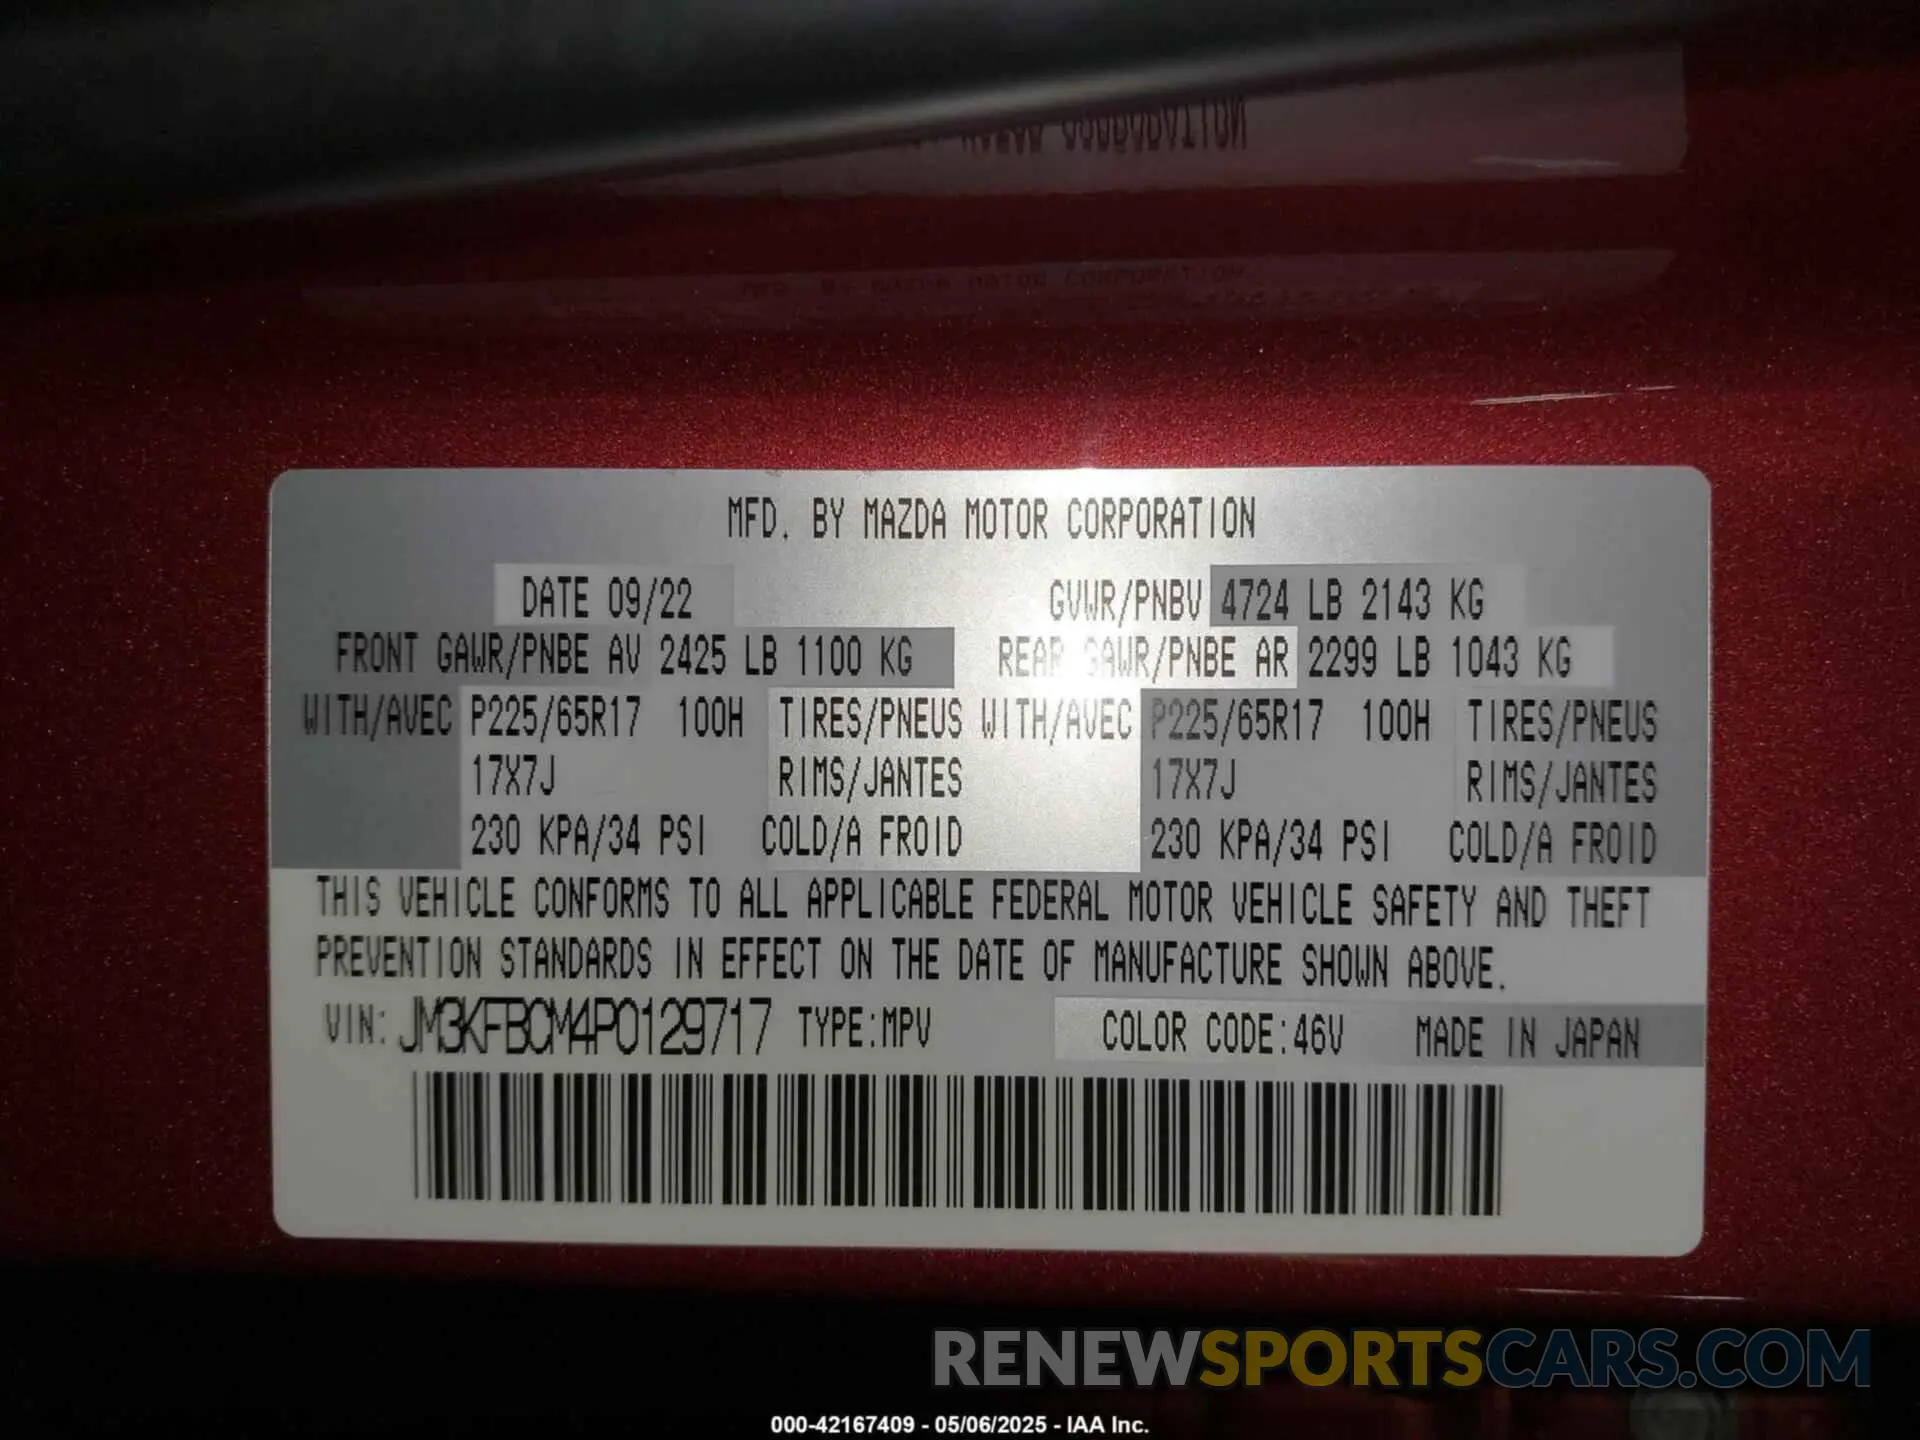 MFD. BY MAZDA MOTOR CORPORATION
DATE 09/22 GVWR/PNBV 4724 LB 2143 KG
FRONT GAWR/PNBE AV 2425 LB 1100 KG REAR GAWR/PNBE AR 2299 LB 1043 KG
WITH/AVEC P225/65R17 100H TIRES/PNEUS WITH/AVEC P225/65R17 100H TIRES/PNEUS
17X7J RIMS/JANTES 17X7J RIMS/JANTES
230 KPA/34 PSI COLD/A FROID 230 KPA/34 PSI COLD/A FROID
THIS VEHICLE CONFORMS TO ALL APPLICABLE FEDERAL MOTOR VEHICLE SAFETY AND THEFT
PREVENTION STANDARDS IN EFFECT ON THE DATE OF MANUFACTURE SHOWN ABOVE.
VIN: JM3KFBCM4P0129717 TYPE:MPV COLOR CODE:46V MADE IN JAPAN
RENEWSPORTSCARS.COM
000-42167409 - 05/06/2025 - IAA Inc.